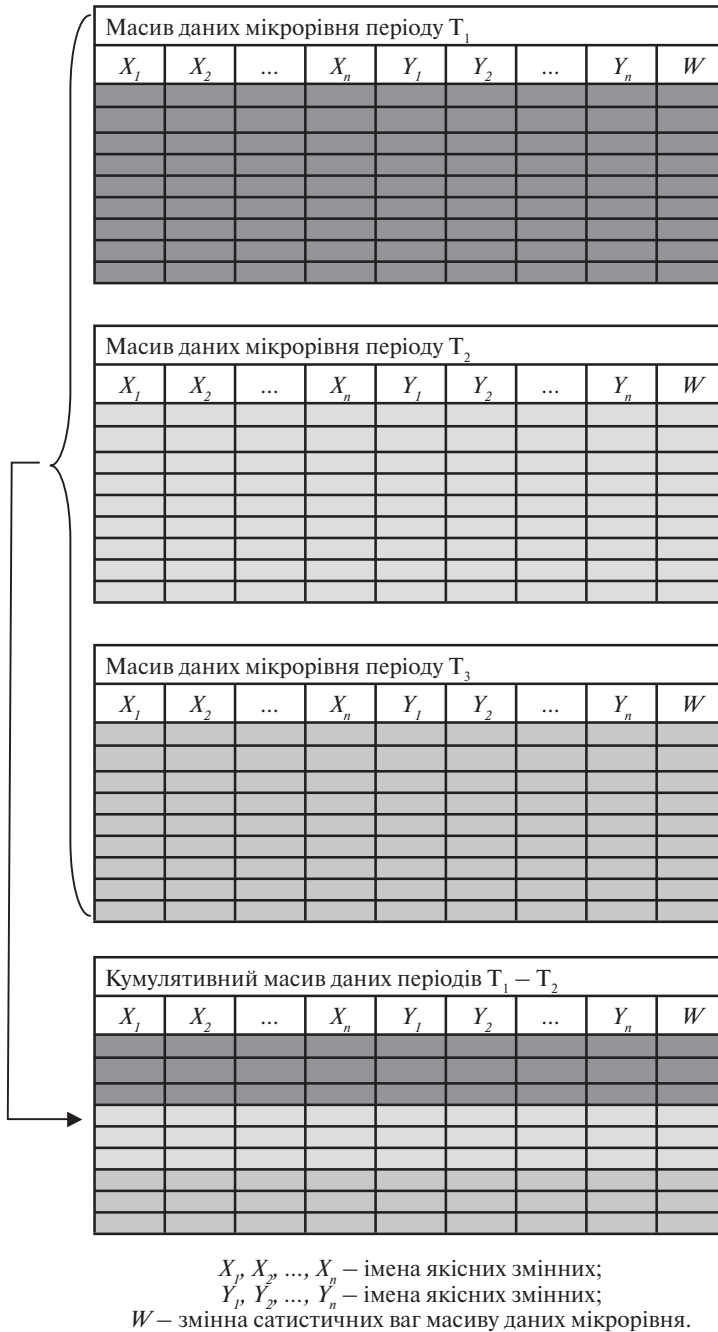 Масив даних мікрорівня періоду T₁
X₁ X₂ ... Xₙ Y₁ Y₂ ... Yₙ W
Масив даних мікрорівня періоду T₂
X₁ X₂ ... Xₙ Y₁ Y₂ ... Yₙ W
Масив даних мікрорівня періоду T₃
X₁ X₂ ... Xₙ Y₁ Y₂ ... Yₙ W
Кумулятивний масив даних періодів T₁ – T₂
X₁ X₂ ... Xₙ Y₁ Y₂ ... Yₙ W
X₁, X₂, ..., Xₙ – імена якісних змінних;
Y₁, Y₂, ..., Yₙ – імена якісних змінних;
W – змінна сатистичних ваг масиву даних мікрорівня.